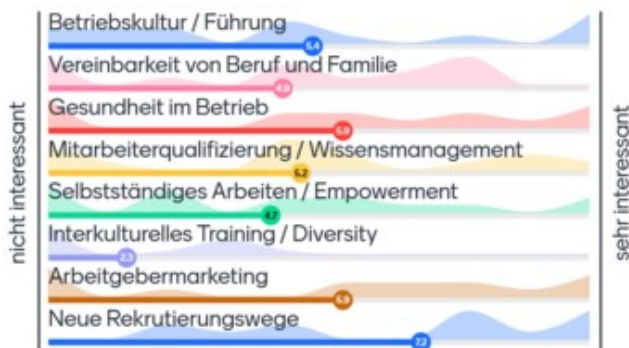 Betriebskultur / Führung
5.4
Vereinbarkeit von Beruf und Familie
4.9
Gesundheit im Betrieb
5.9
Mitarbeiterqualifizierung / Wissensmanagement
5.2
Selbstständiges Arbeiten / Empowerment
4.7
Interkulturelles Training / Diversity
2.3
Arbeitgebermarketing
5.9
Neue Rekrutierungswege
7.2
nicht interessant
sehr interessant